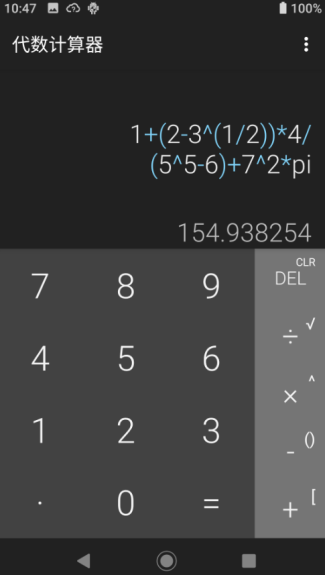 10:47 100%
代数计算器
1+(2-3^(1/2))*4/
(5^5-6)+7^2*pi
154.938254
CLR
7 8 9 DEL
÷ √
4 5 6
× ^
1 2 3
- ()
. 0 =
+ [